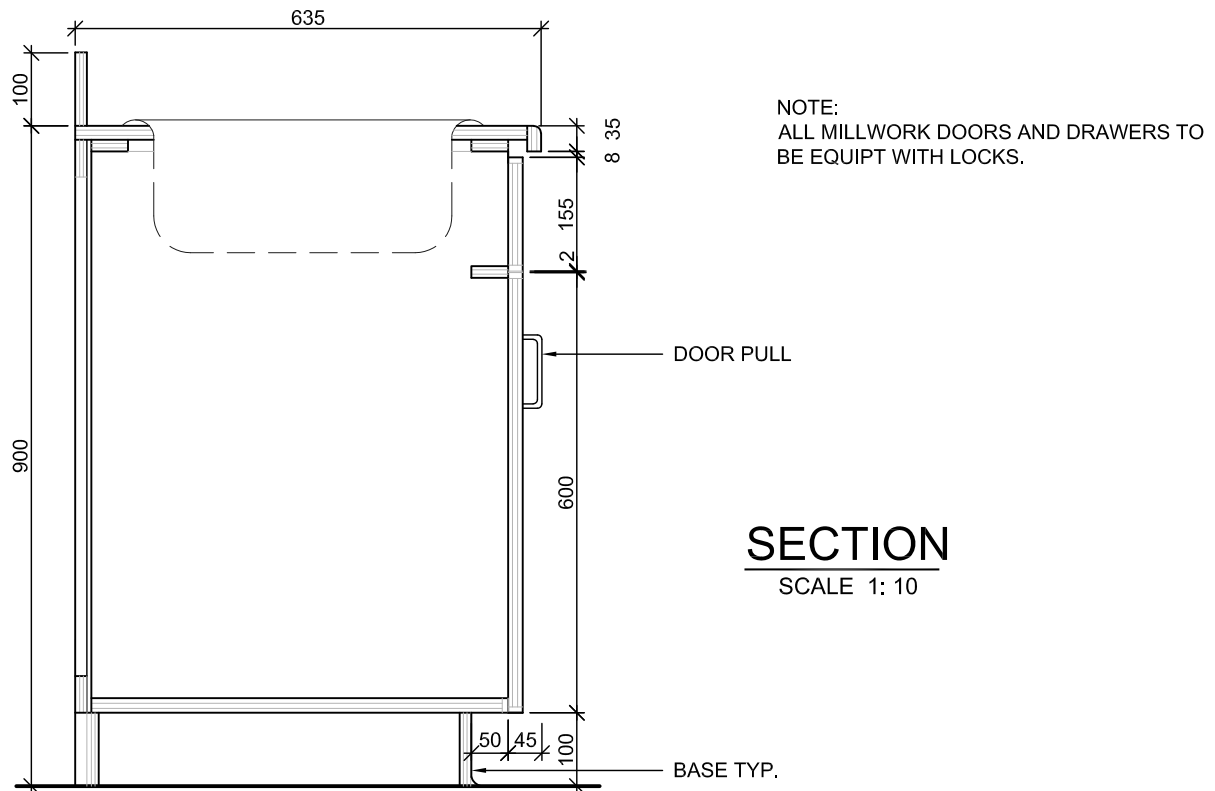 635
100
35
8
NOTE:
ALL MILLWORK DOORS AND DRAWERS TO
BE EQUIPT WITH LOCKS.
155
2
DOOR PULL
900
600
SECTION
SCALE 1: 10
50
45
100
BASE TYP.